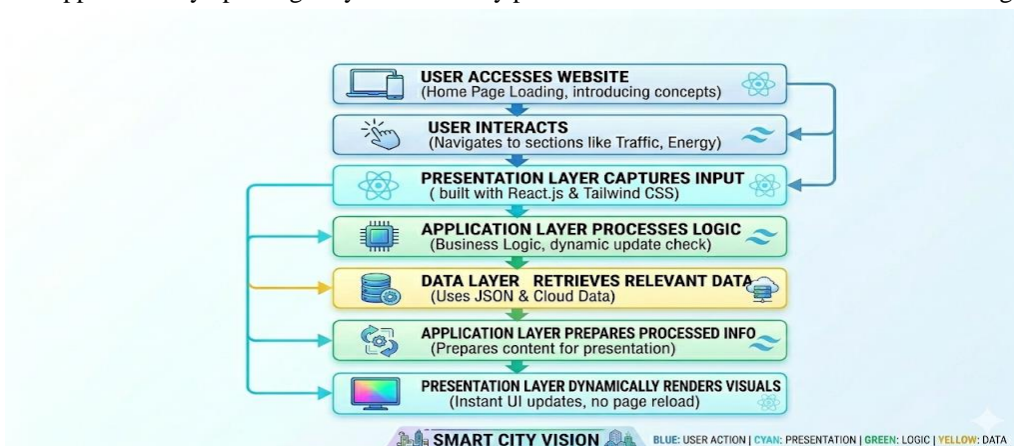 USER ACCESSES WEBSITE
(Home Page Loading, introducing concepts)
USER INTERACTS
(Navigates to sections like Traffic, Energy)
PRESENTATION LAYER CAPTURES INPUT
( built with React.js & Tailwind CSS)
APPLICATION LAYER PROCESSES LOGIC
(Business Logic, dynamic update check)
DATA LAYER RETRIEVES RELEVANT DATA
(Uses JSON & Cloud Data)
APPLICATION LAYER PREPARES PROCESSED INFO
(Prepares content for presentation)
PRESENTATION LAYER DYNAMICALLY RENDERS VISUALS
(Instant UI updates, no page reload)
SMART CITY VISION
BLUE: USER ACTION | CYAN: PRESENTATION | GREEN: LOGIC | YELLOW: DATA